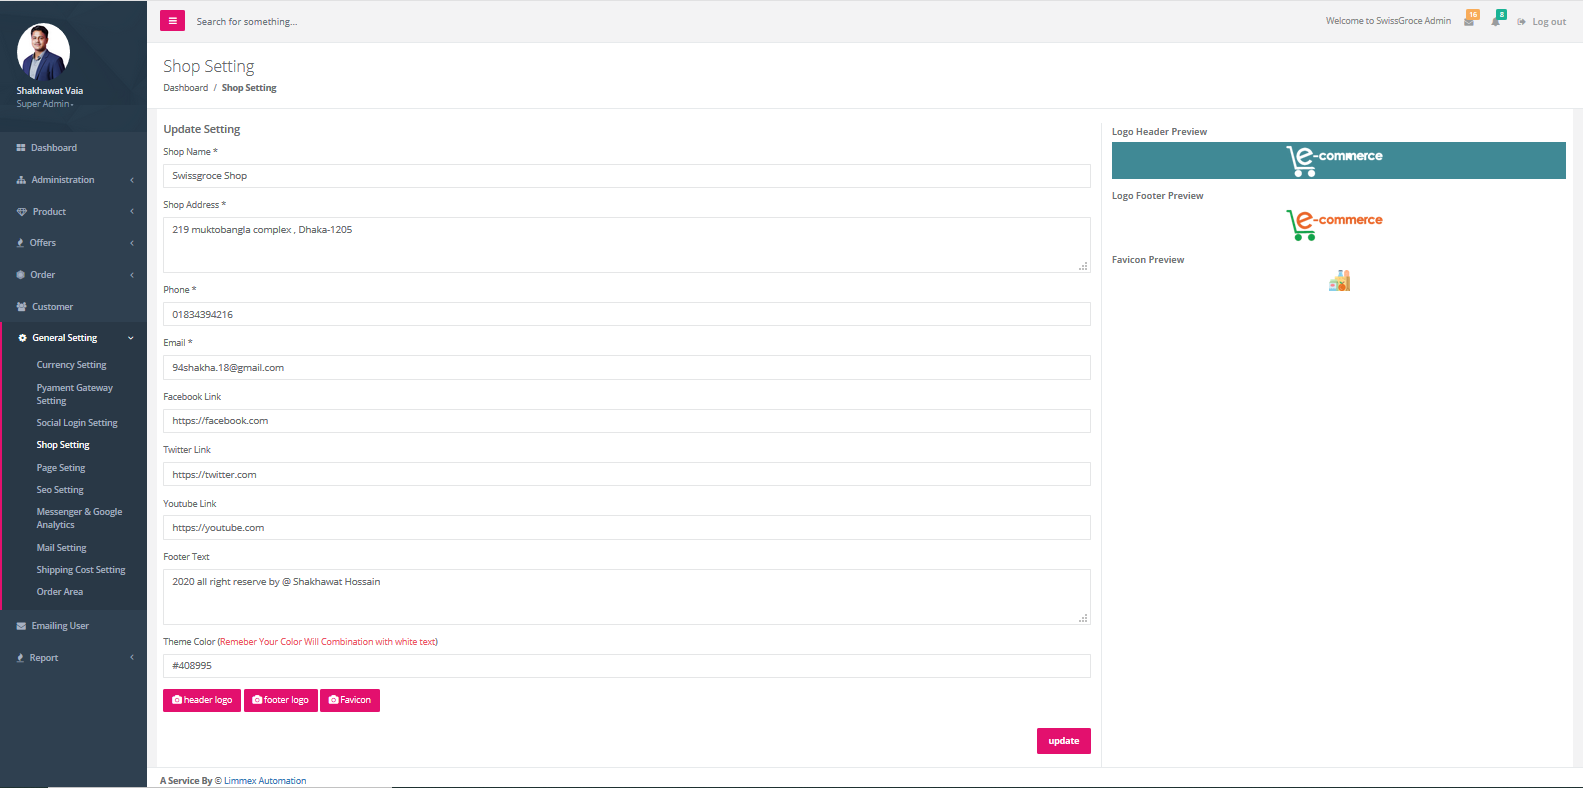 Search for something...
Welcome to SwissGroce Admin
16
8
Log out
Shakhawat Vaia
Super Admin
Dashboard
Administration
Product
Offers
Order
Customer
General Setting
Currency Setting
Pyament Gateway
Setting
Social Login Setting
Shop Setting
Page Seting
Seo Setting
Messenger & Google
Analytics
Mail Setting
Shipping Cost Setting
Order Area
Emailing User
Report
Shop Setting
Dashboard / Shop Setting
Update Setting
Shop Name *
Swissgroce Shop
Shop Address *
219 muktobangla complex , Dhaka-1205
Phone *
01834394216
Email *
94shakha.18@gmail.com
Facebook Link
https://facebook.com
Twitter Link
https://twitter.com
Youtube Link
https://youtube.com
Footer Text
2020 all right reserve by @ Shakhawat Hossain
Theme Color (Remeber Your Color Will Combination with white text)
#408995
header logo
footer logo
Favicon
update
Logo Header Preview
e-commerce
Logo Footer Preview
e-commerce
Favicon Preview
A Service By © Limmex Automation